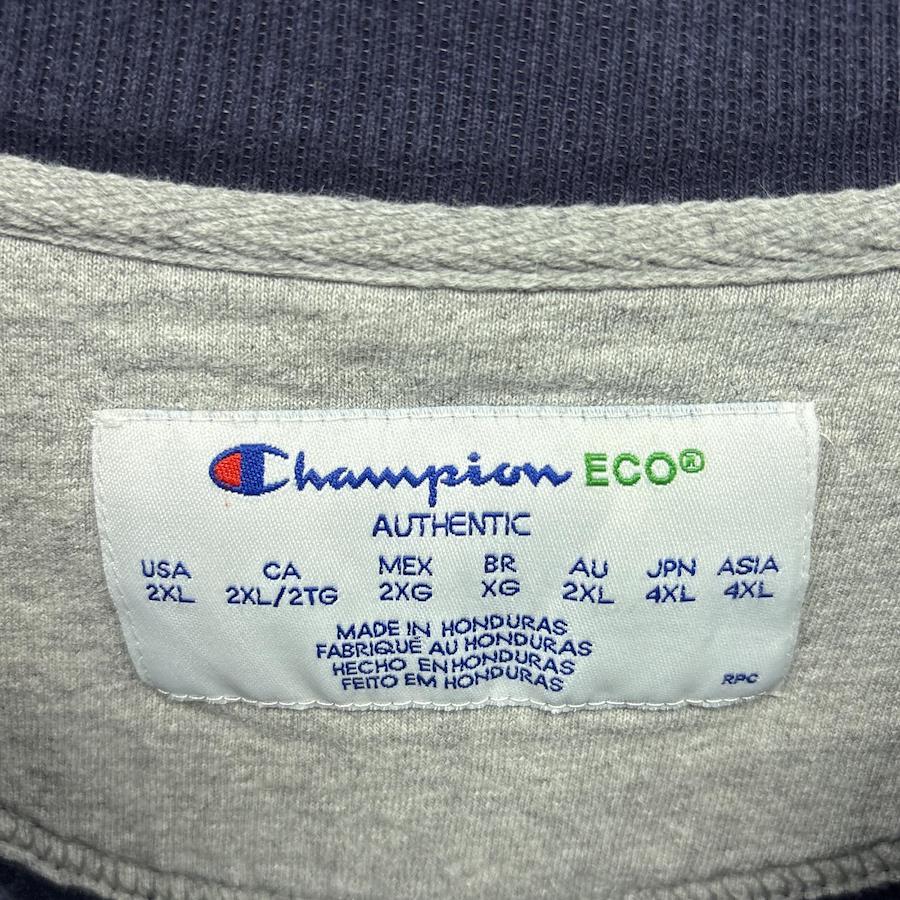 Champion ECO®
AUTHENTIC
USA CA MEX BR AU JPN ASIA
2XL 2XL/2TG 2XG XG 2XL 4XL 4XL
MADE IN HONDURAS
FABRIQUÉ AU HONDURAS
HECHO EN HONDURAS
FEITO EM HONDURAS
RPC